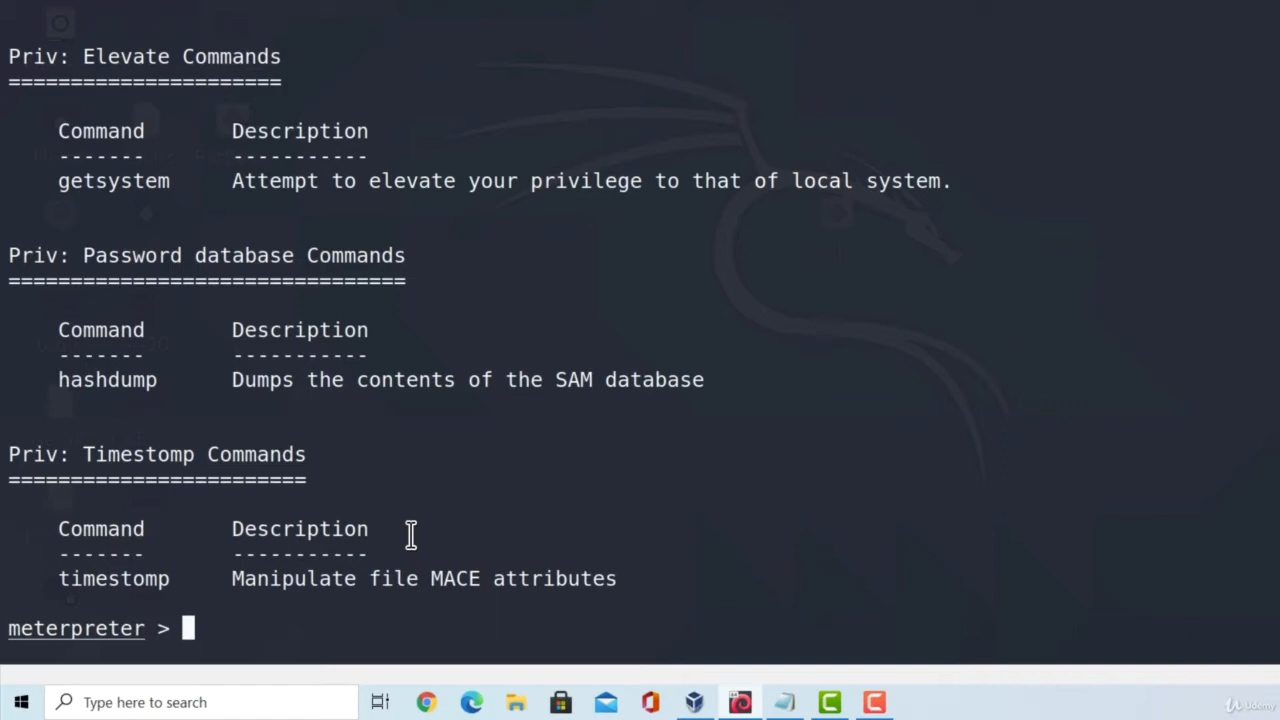 Priv: Elevate Commands
======================
Command Description
------- -----------
getsystem Attempt to elevate your privilege to that of local system.
Priv: Password database Commands
================================
Command Description
------- -----------
hashdump Dumps the contents of the SAM database
Priv: Timestomp Commands
========================
Command Description
------- -----------
timestomp Manipulate file MACE attributes
meterpreter >
Type here to search
Udemy